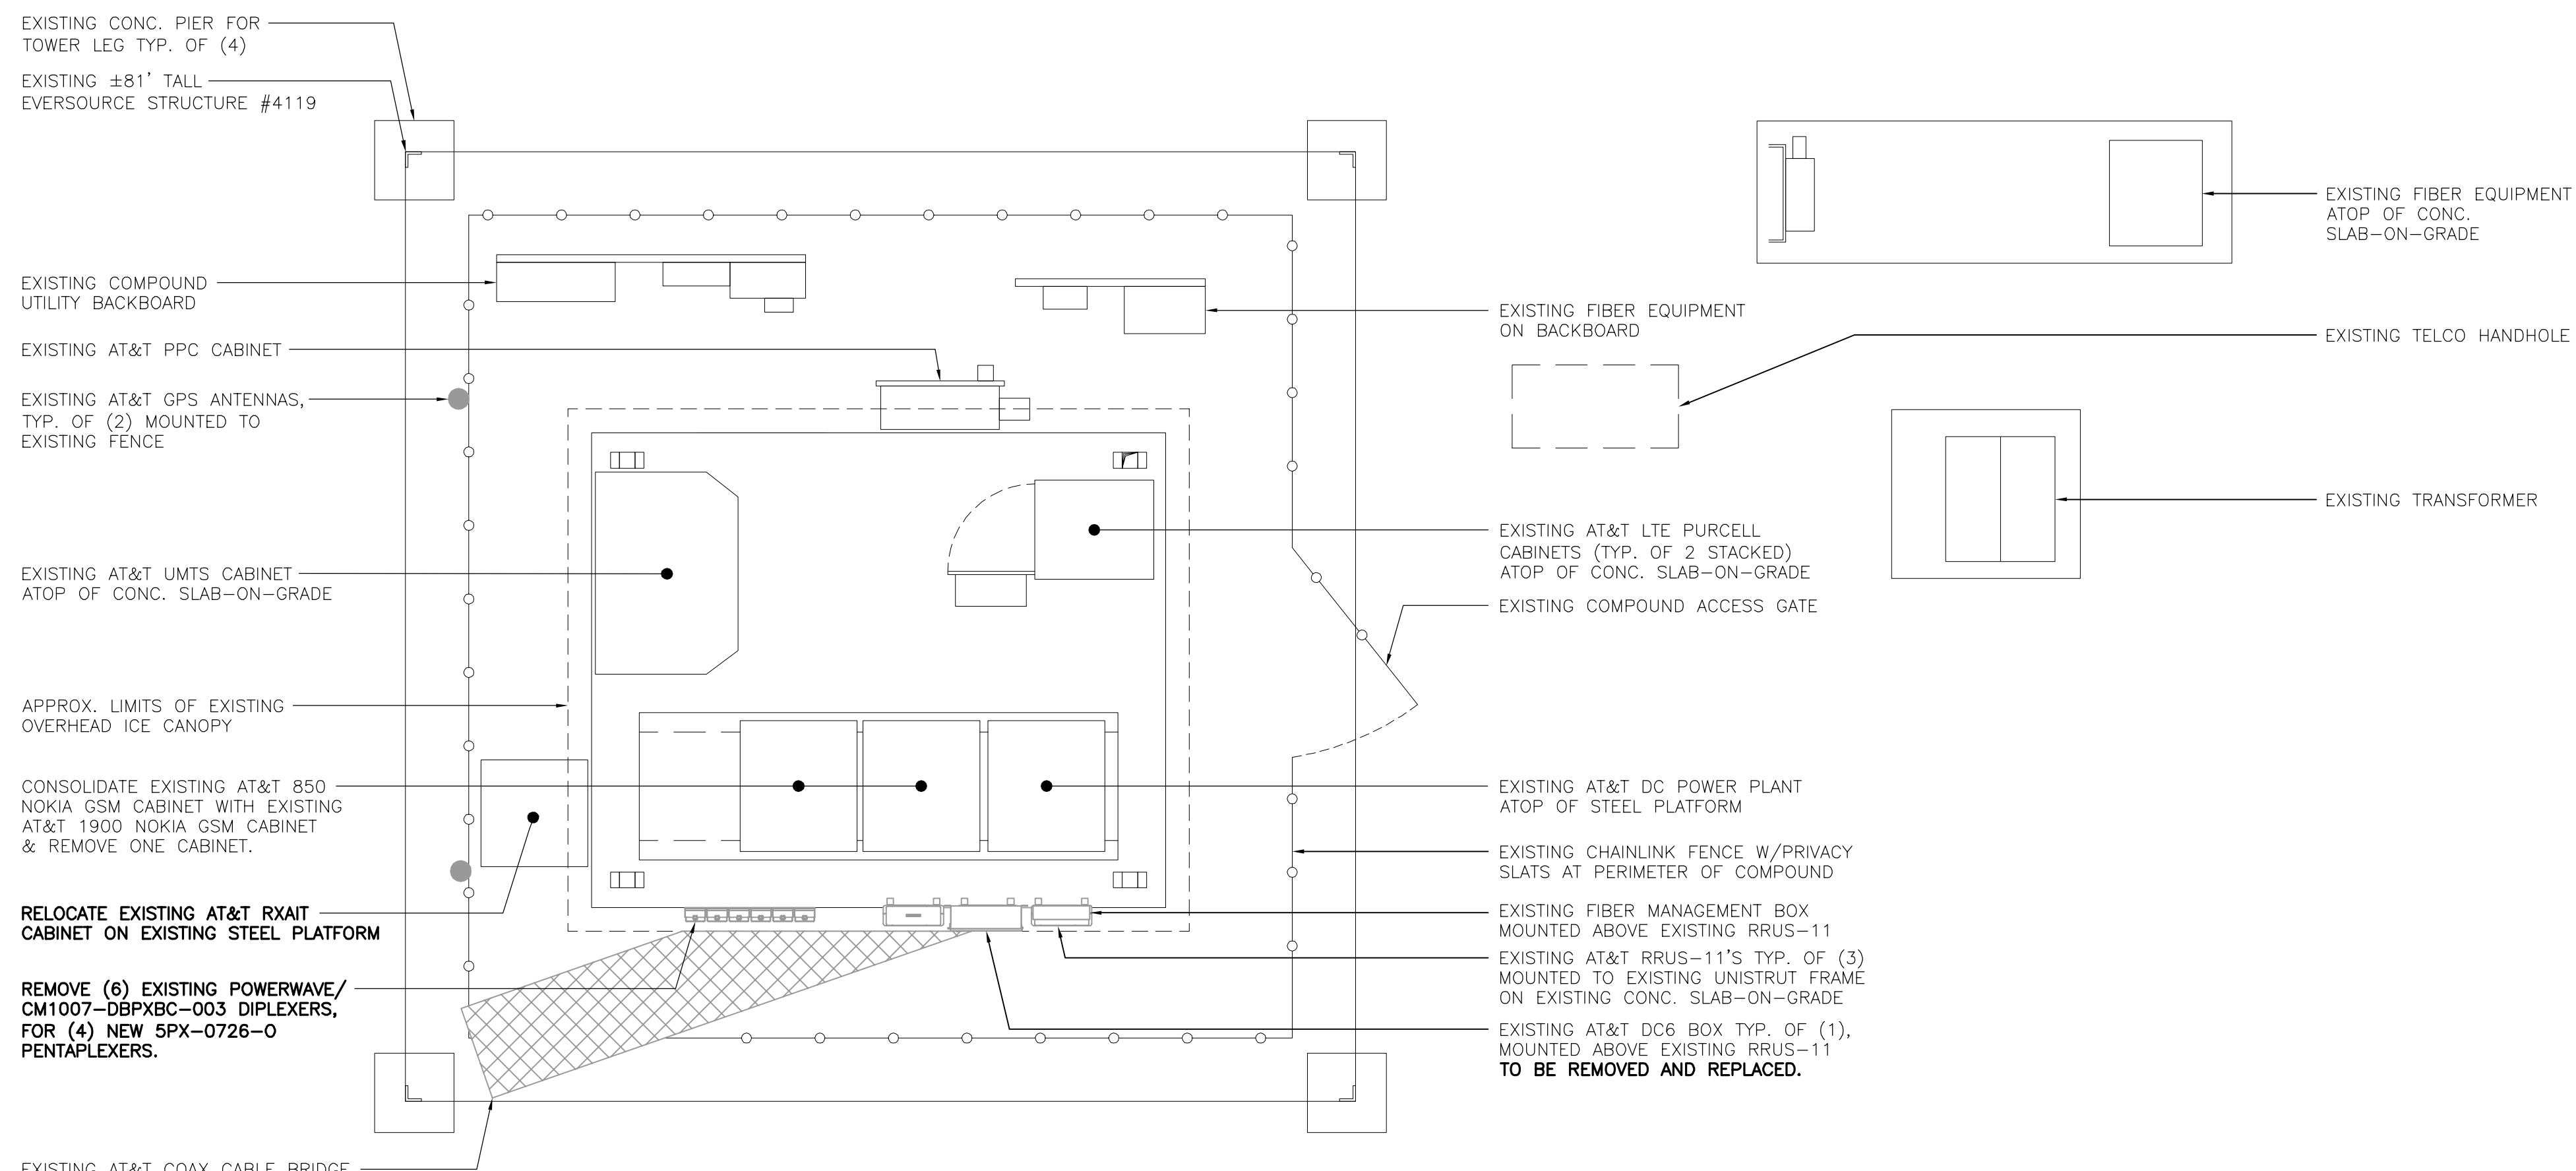 EXISTING CONC. PIER FOR
TOWER LEG TYP. OF (4)
EXISTING ±81' TALL
EVERSOURCE STRUCTURE #4119
EXISTING COMPOUND
UTILITY BACKBOARD
EXISTING AT&T PPC CABINET
EXISTING AT&T GPS ANTENNAS,
TYP. OF (2) MOUNTED TO
EXISTING FENCE
EXISTING AT&T UMTS CABINET
ATOP OF CONC. SLAB-ON-GRADE
APPROX. LIMITS OF EXISTING
OVERHEAD ICE CANOPY
CONSOLIDATE EXISTING AT&T 850
NOKIA GSM CABINET WITH EXISTING
AT&T 1900 NOKIA GSM CABINET
& REMOVE ONE CABINET.
RELOCATE EXISTING AT&T RXAIT
CABINET ON EXISTING STEEL PLATFORM
REMOVE (6) EXISTING POWERWAVE/
CM1007-DBPXBC-003 DIPLEXERS,
FOR (4) NEW 5PX-0726-O
PENTAPLEXERS.
EXISTING AT&T COAX CABLE BRIDGE
EXISTING FIBER EQUIPMENT
ON BACKBOARD
EXISTING AT&T LTE PURCELL
CABINETS (TYP. OF 2 STACKED)
ATOP OF CONC. SLAB-ON-GRADE
EXISTING COMPOUND ACCESS GATE
EXISTING AT&T DC POWER PLANT
ATOP OF STEEL PLATFORM
EXISTING CHAINLINK FENCE W/PRIVACY
SLATS AT PERIMETER OF COMPOUND
EXISTING FIBER MANAGEMENT BOX
MOUNTED ABOVE EXISTING RRUS-11
EXISTING AT&T RRUS-11'S TYP. OF (3)
MOUNTED TO EXISTING UNISTRUT FRAME
ON EXISTING CONC. SLAB-ON-GRADE
EXISTING AT&T DC6 BOX TYP. OF (1),
MOUNTED ABOVE EXISTING RRUS-11
TO BE REMOVED AND REPLACED.
EXISTING FIBER EQUIPMENT
ATOP OF CONC.
SLAB-ON-GRADE
EXISTING TELCO HANDHOLE
EXISTING TRANSFORMER